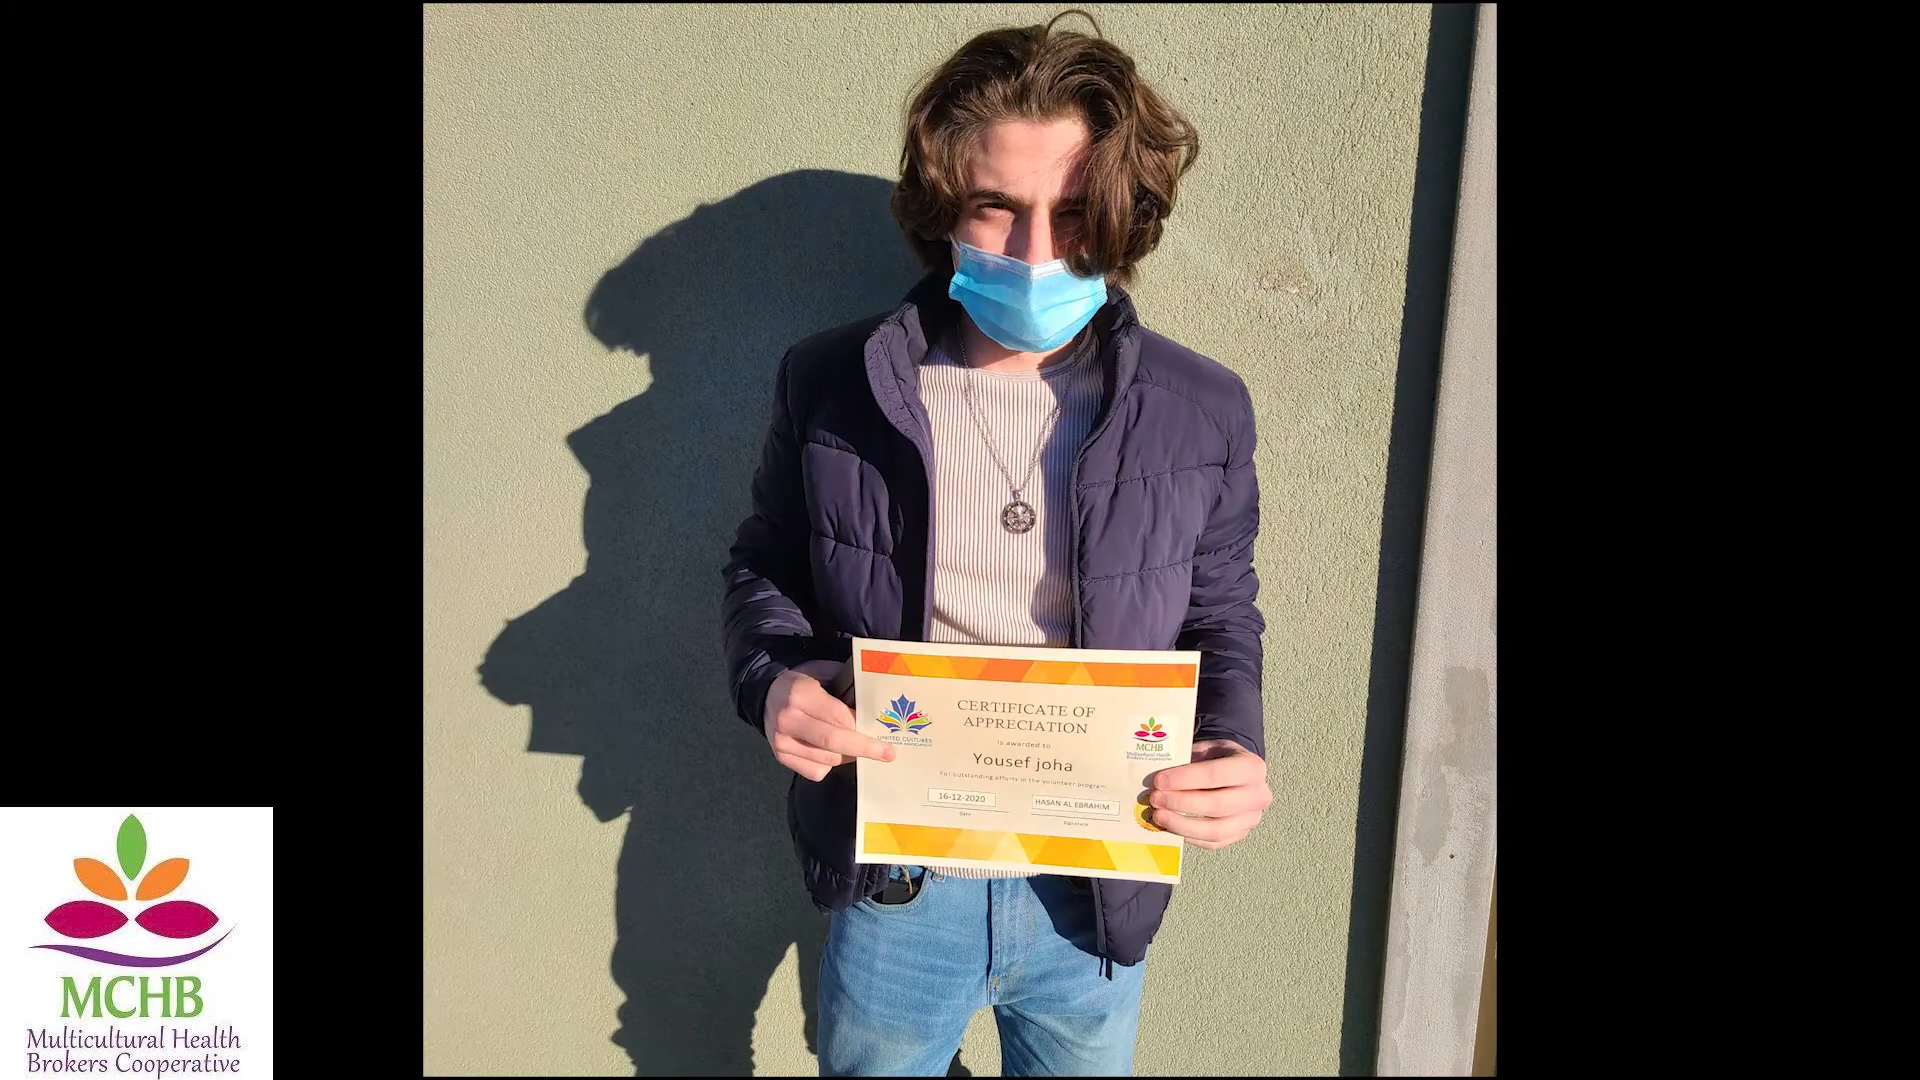 CERTIFICATE OF
APPRECIATION
is awarded to
Yousef joha
For outstanding efforts in the volunteer program
16-12-2020
HASAN AL EBRAHIM
Date
Signature
UNITED CULTURES
ASSOCIATION
MCHB
Multicultural Health
Brokers Cooperative
MCHB
Multicultural Health
Brokers Cooperative